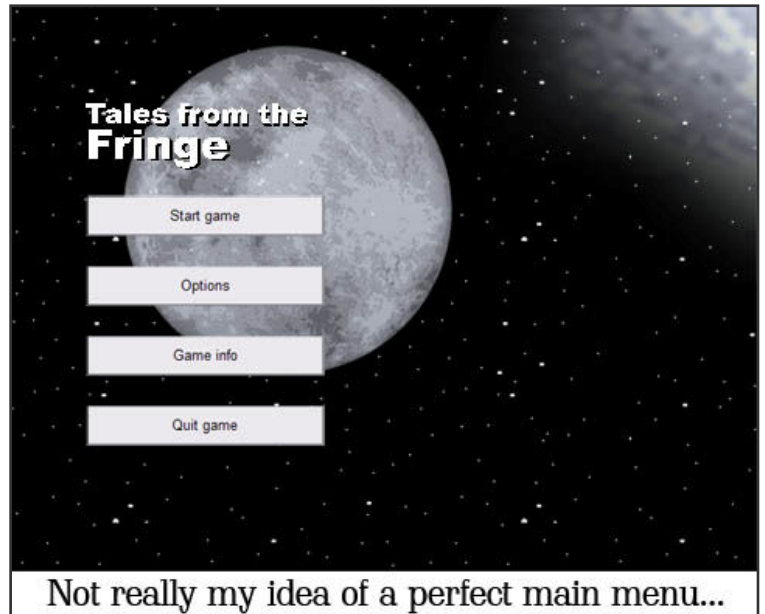 Tales from the
Fringe
Start game
Options
Game info
Quit game
Not really my idea of a perfect main menu...